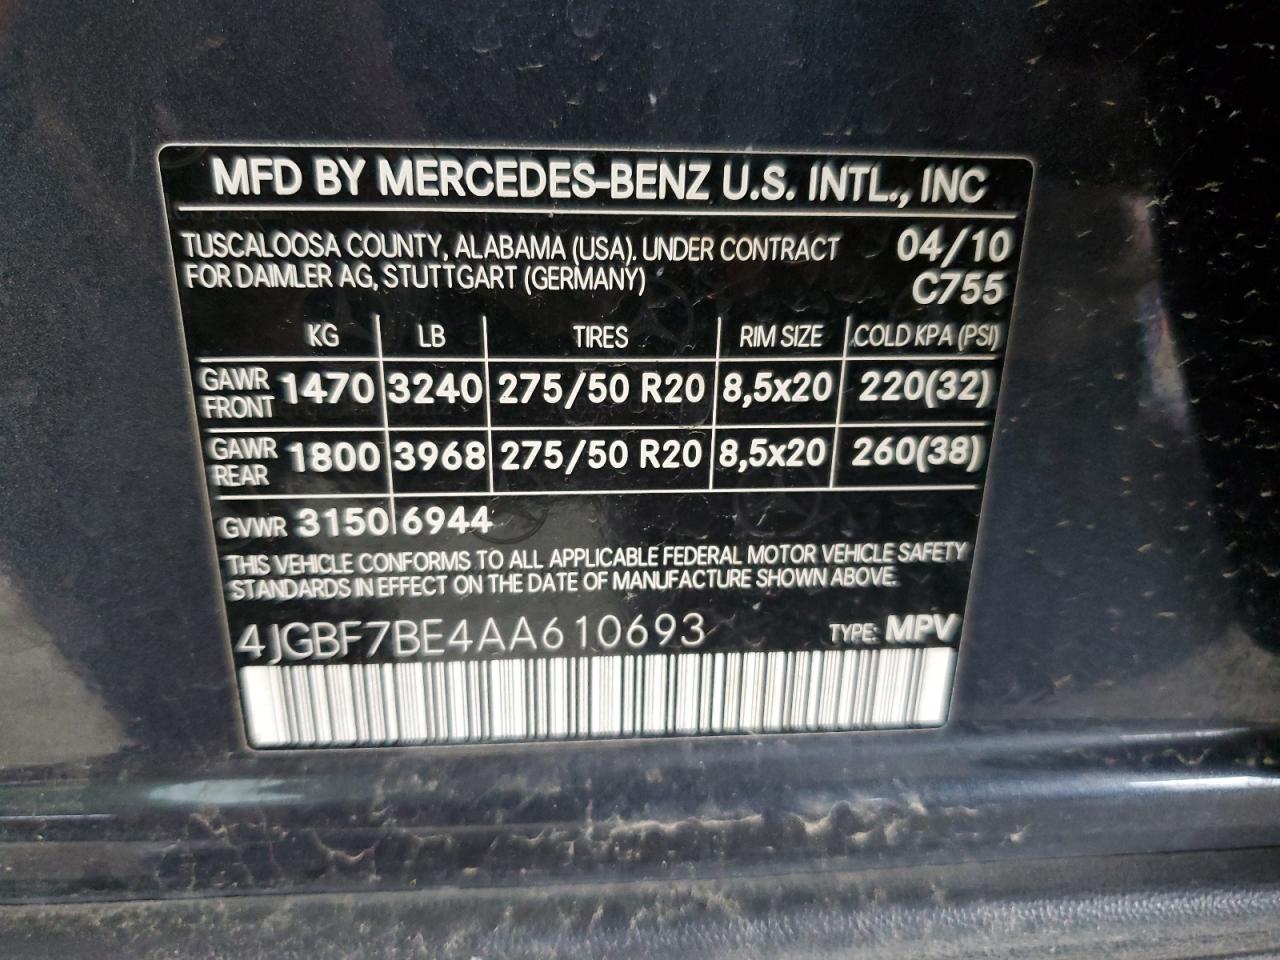 MFD BY MERCEDES-BENZ U.S. INTL., INC
TUSCALOOSA COUNTY, ALABAMA (USA). UNDER CONTRACT 04/10
FOR DAIMLER AG, STUTTGART (GERMANY) C755
KG LB TIRES RIM SIZE COLD KPA (PSI)
GAWR FRONT 1470 3240 275/50 R20 8,5x20 220(32)
GAWR REAR 1800 3968 275/50 R20 8,5x20 260(38)
GVWR 3150 6944
THIS VEHICLE CONFORMS TO ALL APPLICABLE FEDERAL MOTOR VEHICLE SAFETY
STANDARDS IN EFFECT ON THE DATE OF MANUFACTURE SHOWN ABOVE.
4JGBF7BE4AA610693 TYPE: MPV